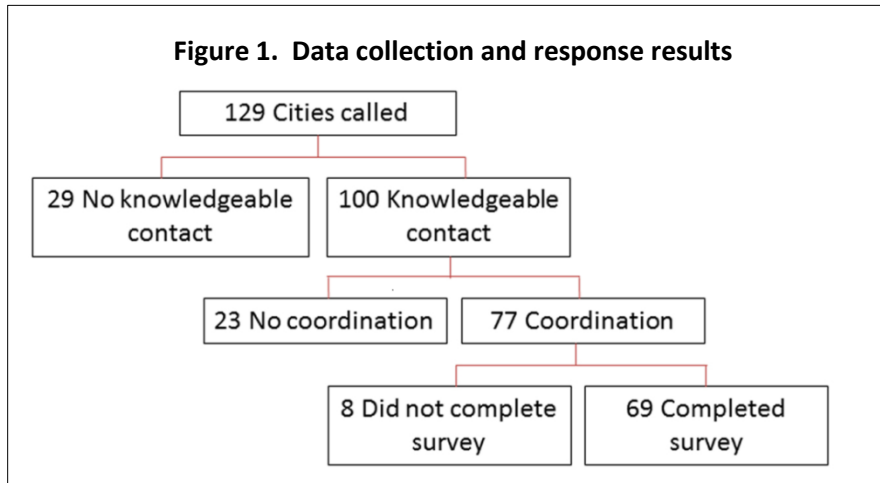 Figure 1.  Data collection and response results
129 Cities called
29 No knowledgeable
contact
100 Knowledgeable
contact
23 No coordination
77 Coordination
8 Did not complete
survey
69 Completed
survey